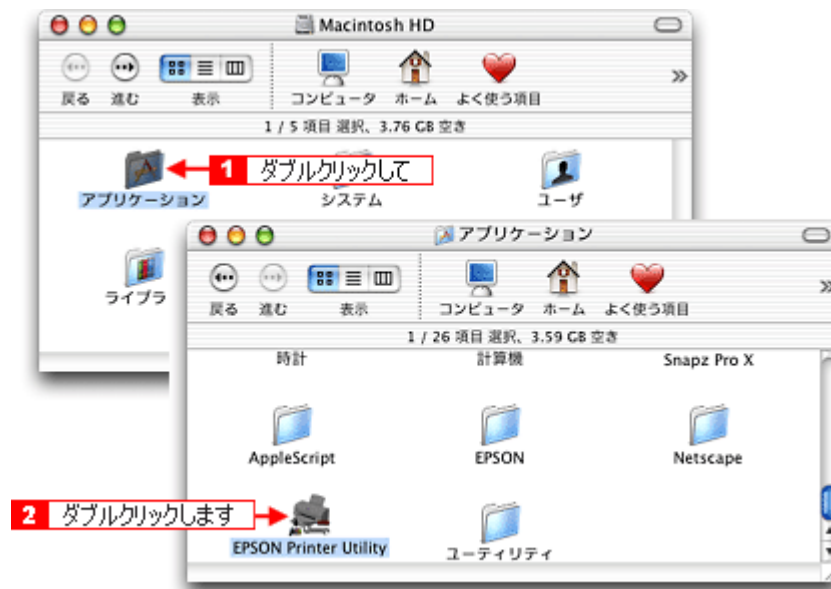 Macintosh HD
戻る 進む 表示 コンピュータ ホーム よく使う項目
1 / 5 項目 選択、3.76 GB 空き
1 ダブルクリックして
アプリケーション システム ユーザ
ライブラ
アプリケーション
戻る 進む 表示 コンピュータ ホーム よく使う項目
1 / 26 項目 選択、3.59 GB 空き
時計 計算機 Snapz Pro X
AppleScript EPSON Netscape
2 ダブルクリックします
EPSON Printer Utility ユーティリティ